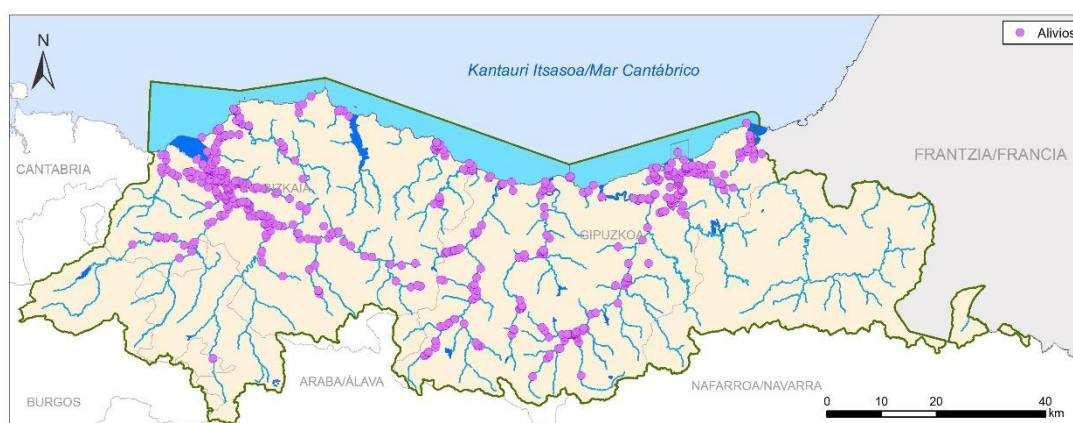 N
Alivios
Kantauri Itsasoa/Mar Cantábrico
CANTABRIA
FRANTZIA/FRANCIA
BIZKAIA
GIPUZKOA
ARABA/ÁLAVA
NAFARROA/NAVARRA
BURGOS
0 10 20 40
km